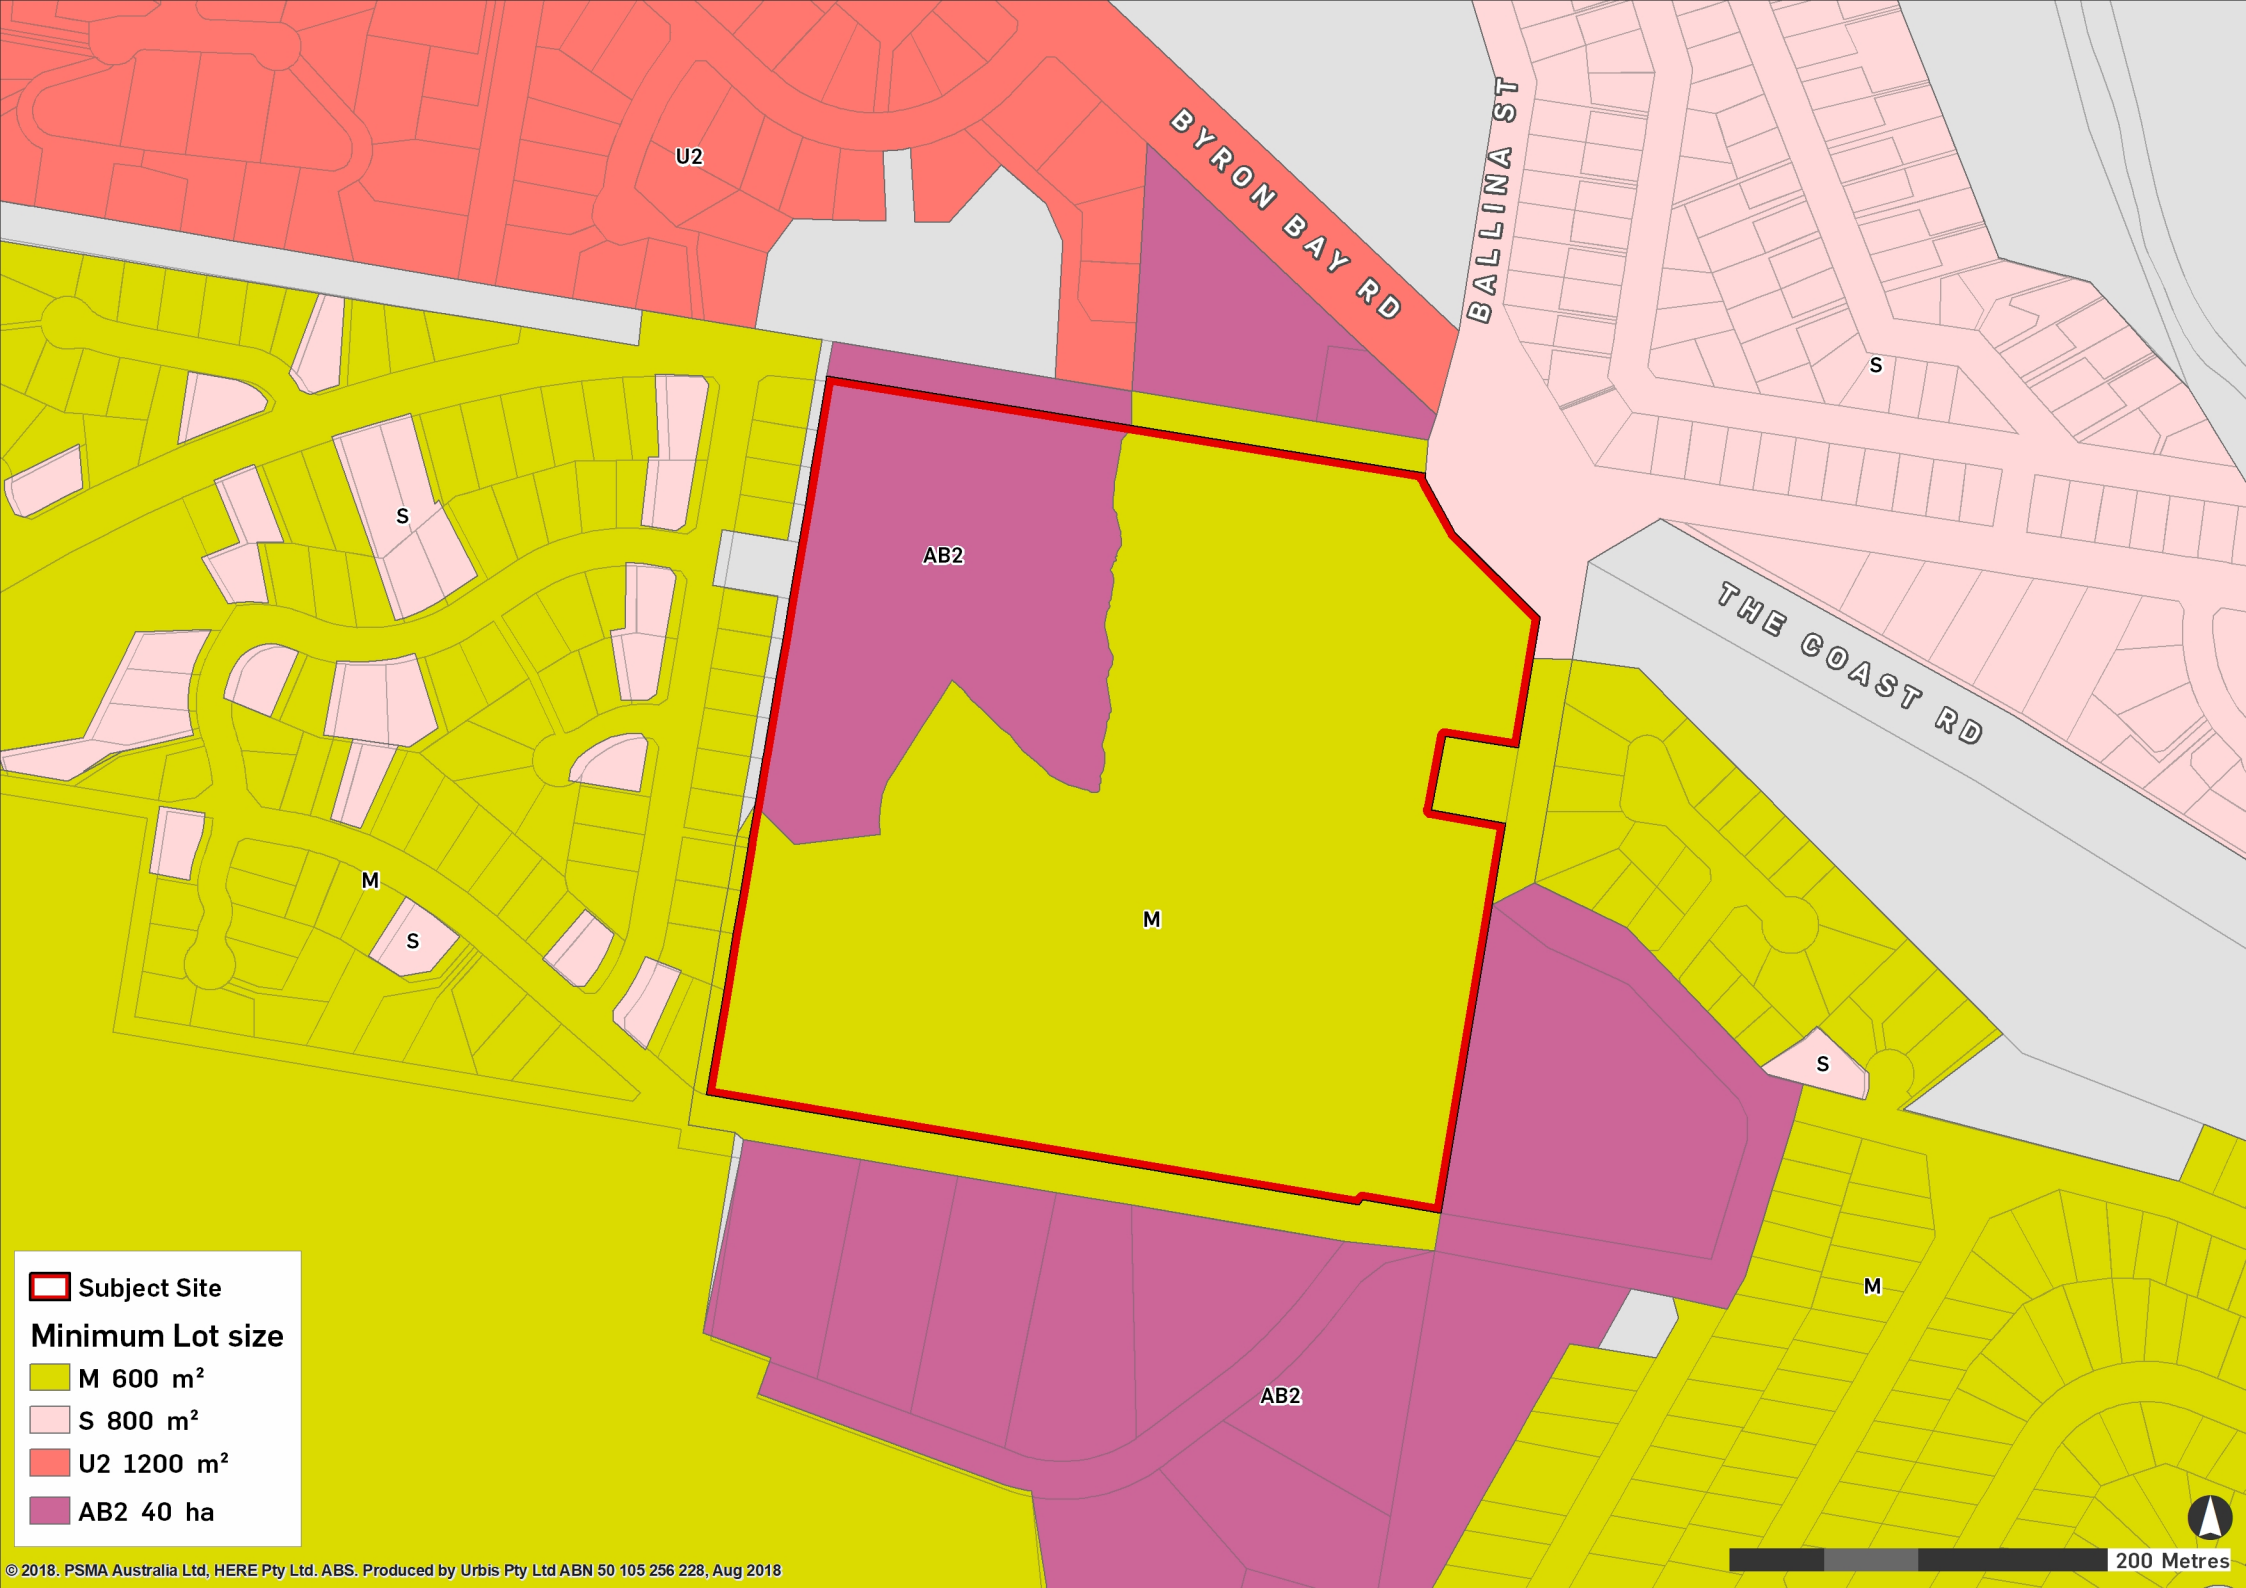 U2
BYRON BAY RD
BALLINA ST
S
S
AB2
THE COAST RD
M
M
S
S
M
AB2
Subject Site
Minimum Lot size
M 600 m²
S 800 m²
U2 1200 m²
AB2 40 ha
© 2018. PSMA Australia Ltd, HERE Pty Ltd. ABS. Produced by Urbis Pty Ltd ABN 50 105 256 228, Aug 2018
200 Metres